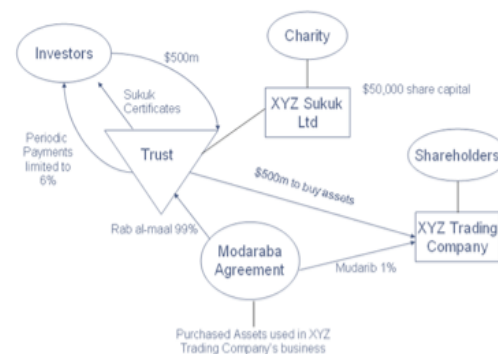 Investors
$500m
Charity
Sukuk
Certificates
XYZ Sukuk
Ltd
$50,000 share capital
Periodic
Payments
limited to
6%
Trust
Shareholders
$500m to buy assets
Rab al-maal 99%
XYZ Trading
Company
Modaraba
Agreement
Mudarib 1%
Purchased Assets used in XYZ
Trading Company's business